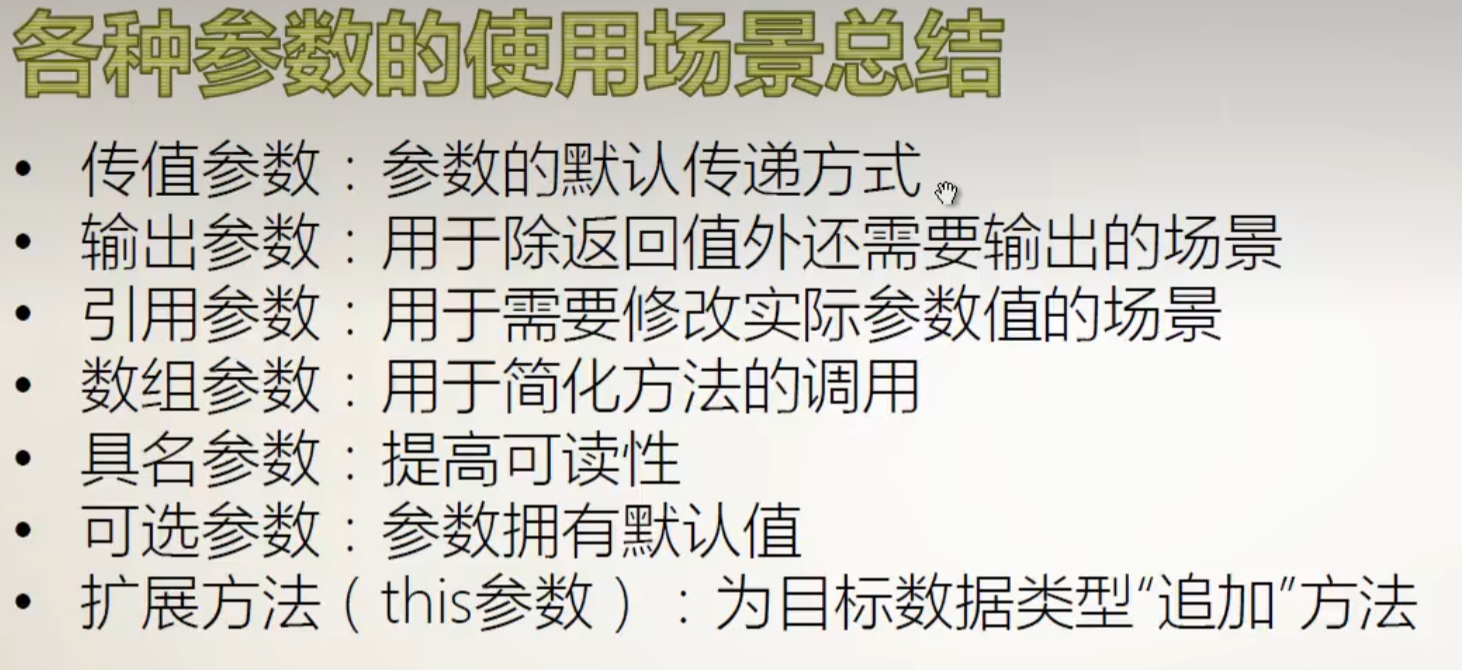 各种参数的使用场景总结
• 传值参数：参数的默认传递方式
• 输出参数：用于除返回值外还需要输出的场景
• 引用参数：用于需要修改实际参数值的场景
• 数组参数：用于简化方法的调用
• 具名参数：提高可读性
• 可选参数：参数拥有默认值
• 扩展方法（this参数）：为目标数据类型“追加”方法